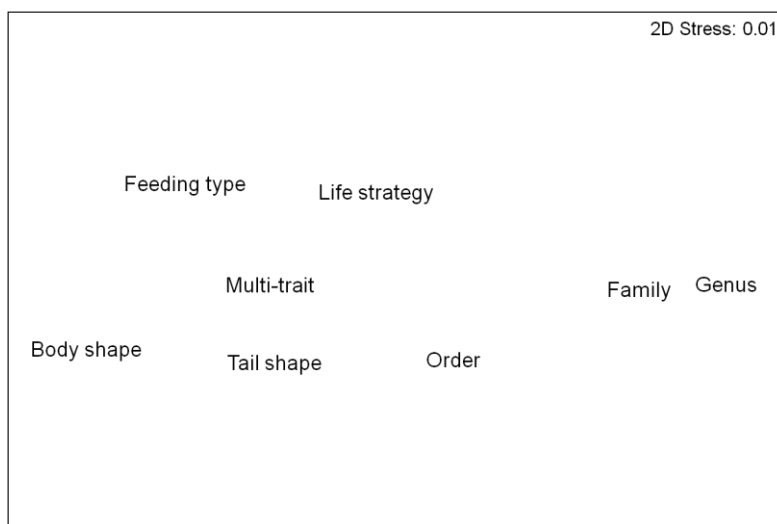 2D Stress: 0.01
Feeding type
Life strategy
Multi-trait
Family
Genus
Body shape
Tail shape
Order